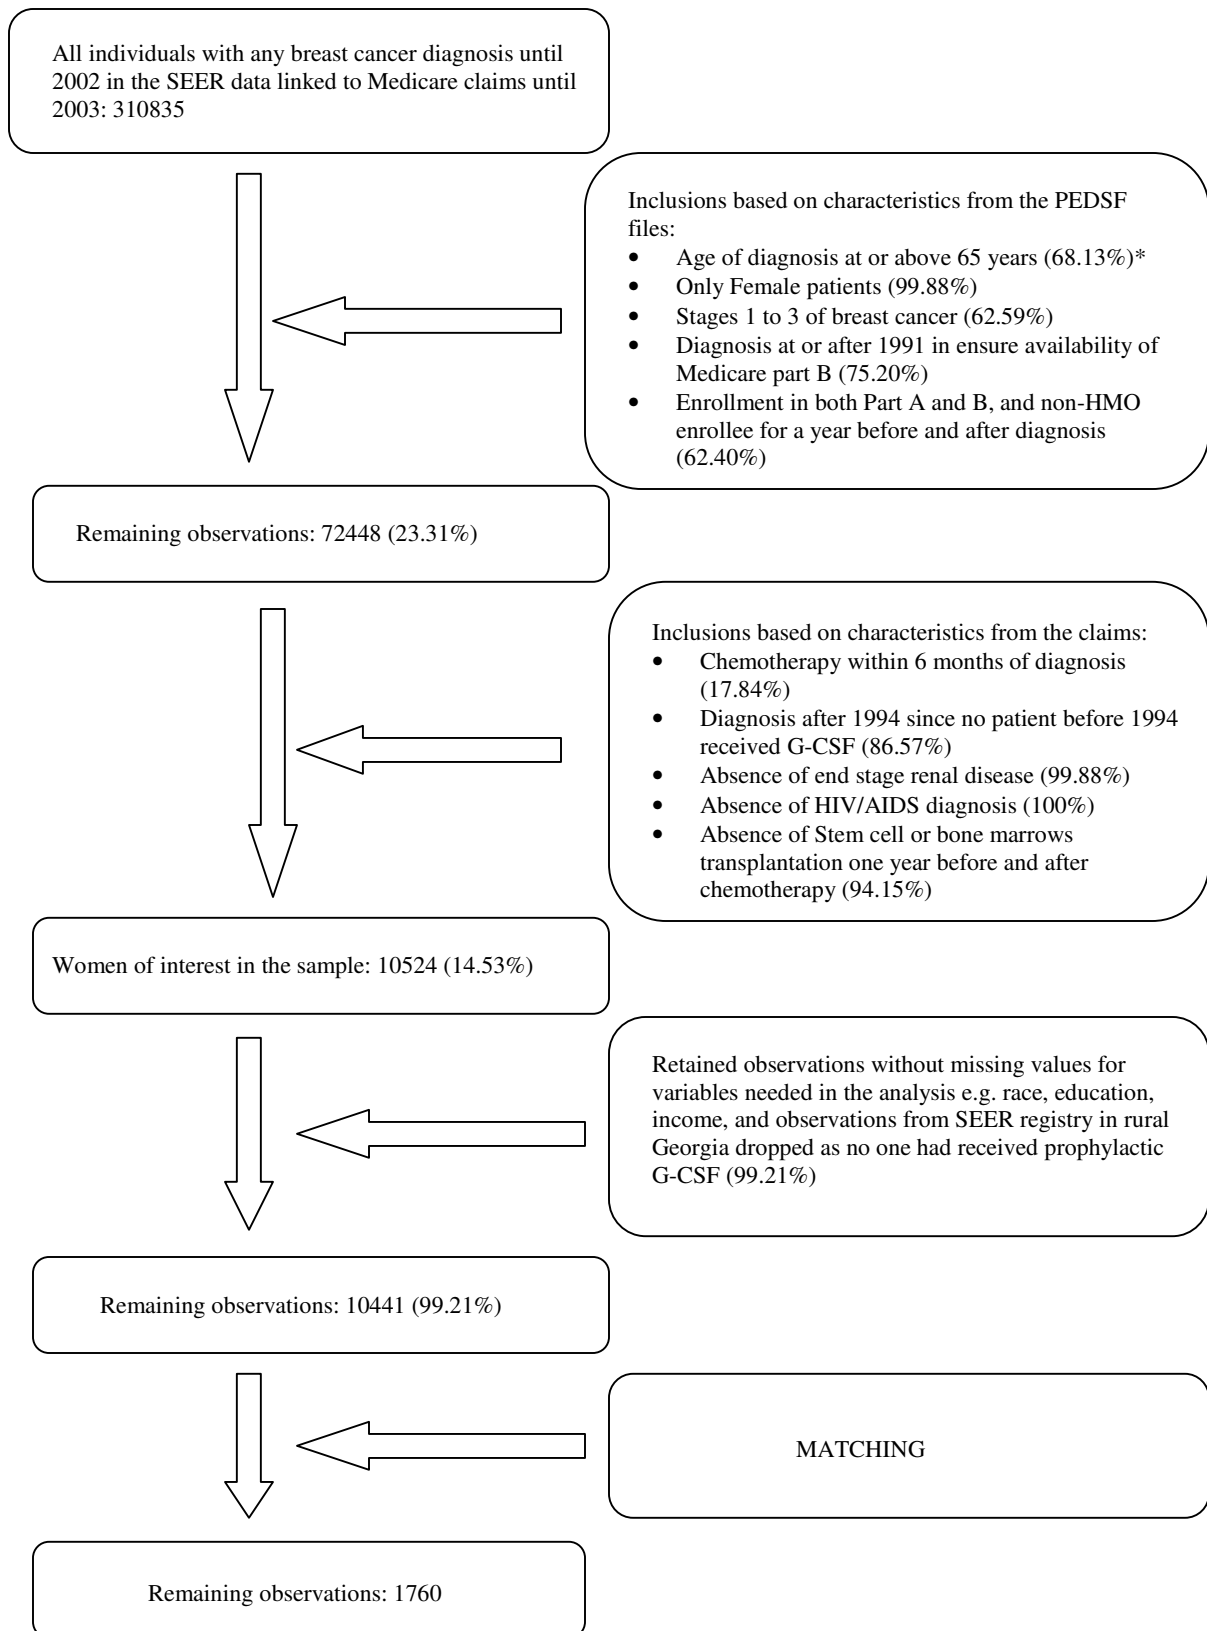 All individuals with any breast cancer diagnosis until
2002 in the SEER data linked to Medicare claims until
2003: 310835
Inclusions based on characteristics from the PEDSF
files:
• Age of diagnosis at or above 65 years (68.13%)*
• Only Female patients (99.88%)
• Stages 1 to 3 of breast cancer (62.59%)
• Diagnosis at or after 1991 in ensure availability of
Medicare part B (75.20%)
• Enrollment in both Part A and B, and non-HMO
enrollee for a year before and after diagnosis
(62.40%)
Remaining observations: 72448 (23.31%)
Inclusions based on characteristics from the claims:
• Chemotherapy within 6 months of diagnosis
(17.84%)
• Diagnosis after 1994 since no patient before 1994
received G-CSF (86.57%)
• Absence of end stage renal disease (99.88%)
• Absence of HIV/AIDS diagnosis (100%)
• Absence of Stem cell or bone marrows
transplantation one year before and after
chemotherapy (94.15%)
Women of interest in the sample: 10524 (14.53%)
Retained observations without missing values for
variables needed in the analysis e.g. race, education,
income, and observations from SEER registry in rural
Georgia dropped as no one had received prophylactic
G-CSF (99.21%)
Remaining observations: 10441 (99.21%)
MATCHING
Remaining observations: 1760